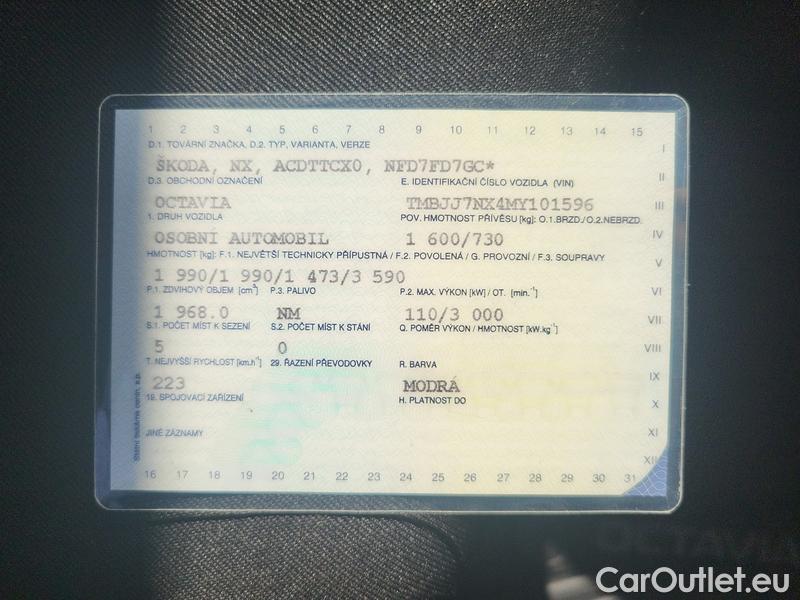 1 2 3 4 5 6 7 8 9 10 11 12 13 14 15
D.1. TOVÁRNÍ ZNAČKA, D.2. TYP, VARIANTA, VERZE
I
ŠKODA, NX, ACDTTCX0, NFD7FD7GC*
II
D.3. OBCHODNÍ OZNAČENÍ E. IDENTIFIKAČNÍ ČÍSLO VOZIDLA (VIN)
OCTAVIA TMBJJ7NX4MY101596
III
1. DRUH VOZIDLA POV. HMOTNOST PŘÍVĚSU [kg]: O.1.BRZD./O.2.NEBRZD.
OSOBNÍ AUTOMOBIL 1 600/730
IV
HMOTNOST [kg]: F.1. NEJVĚTŠÍ TECHNICKY PŘÍPUSTNÁ / F.2. POVOLENÁ / G. PROVOZNÍ / F.3. SOUPRAVY
V
1 990/1 990/1 473/3 590
P.1. ZDVIHOVÝ OBJEM [cm³] P.3. PALIVO P.2. MAX. VÝKON [kW] / OT. [min.⁻¹]
VI
1 968.0 NM 110/3 000
VII
S.1. POČET MÍST K SEZENÍ S.2. POČET MÍST K STÁNÍ Q. POMĚR VÝKON / HMOTNOST [kW.kg⁻¹]
5 0
VIII
T. NEJVYŠŠÍ RYCHLOST [km.h⁻¹] 29. ŘAZENÍ PŘEVODOVKY R. BARVA
223 MODRÁ
IX
19. SPOJOVACÍ ZAŘÍZENÍ H. PLATNOST DO
X
JINÉ ZÁZNAMY
XI
XII
16 17 18 19 20 21 22 23 24 25 26 27 28 29 30 31
OCTAVIA
CarOutlet.eu